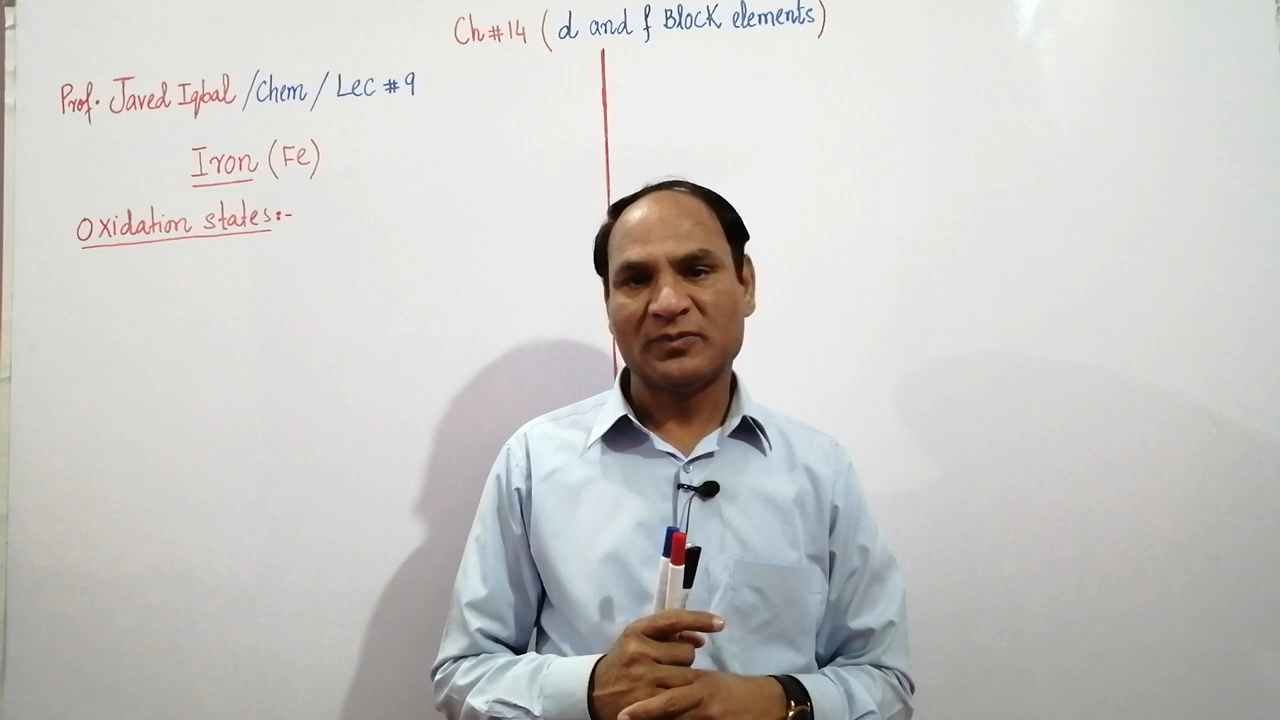 Ch#14 (d and f Block elements)
Prof. Javed Iqbal /Chem / Lec #9
Iron (Fe)
Oxidation states:-